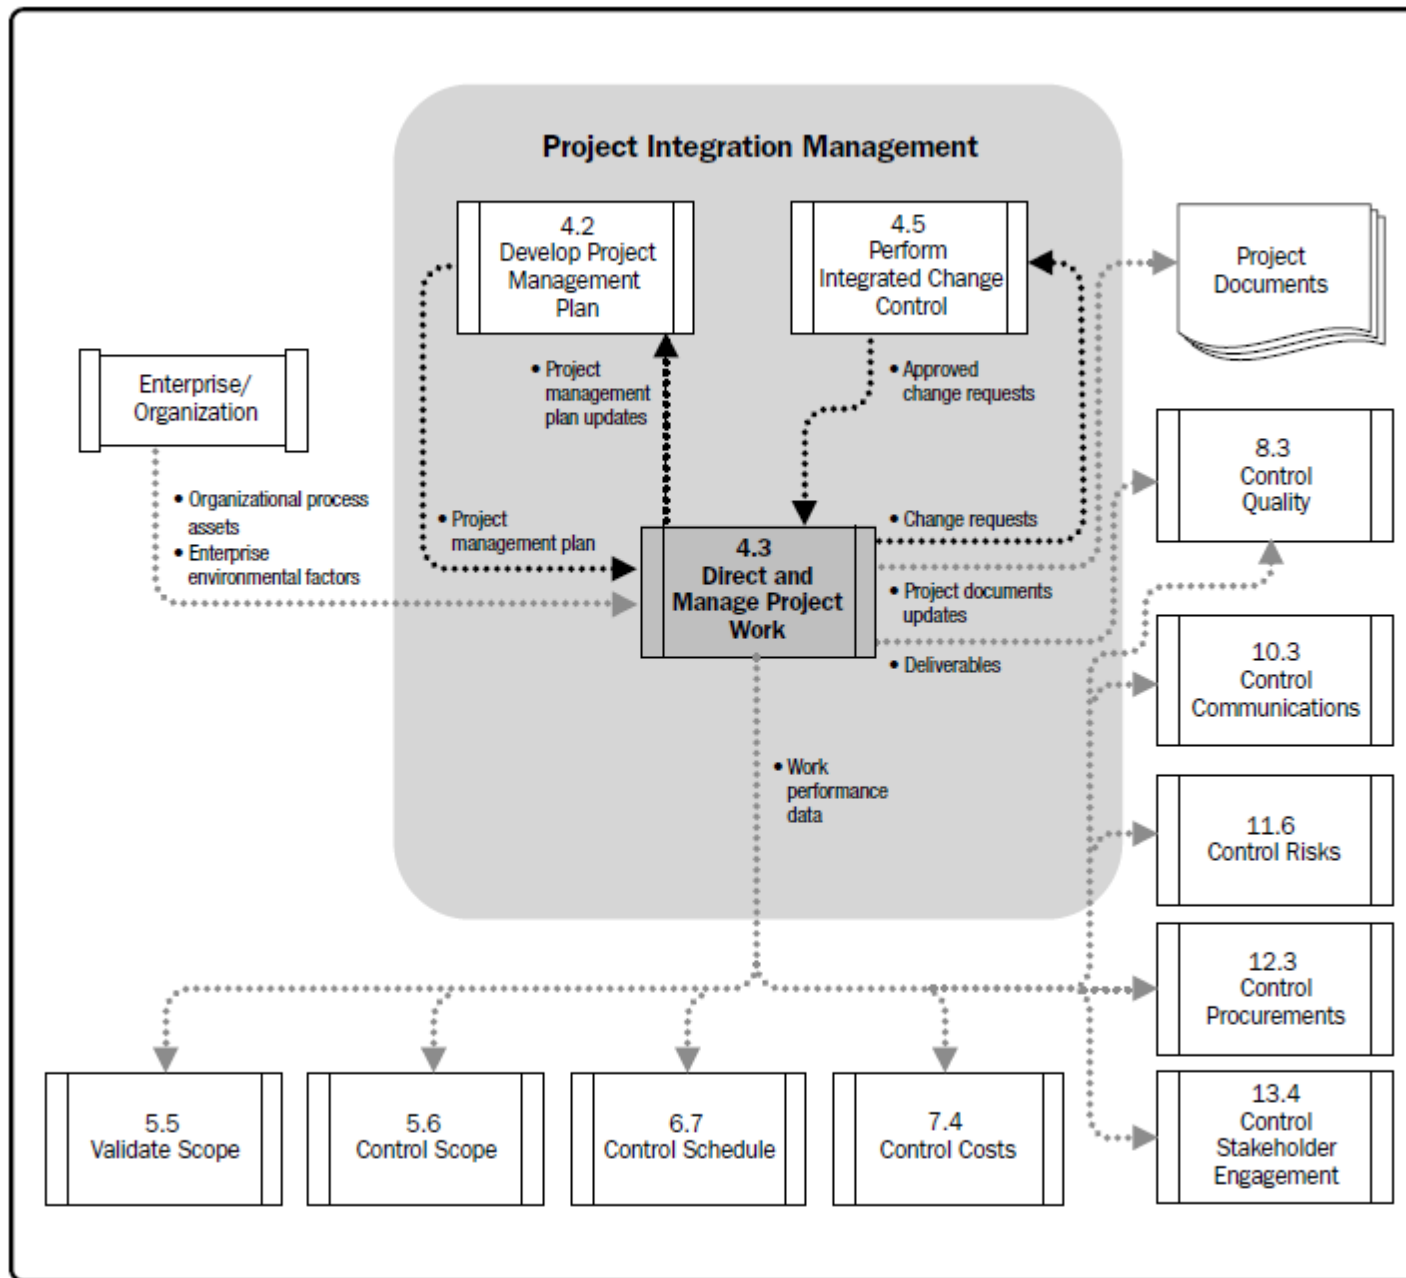 Project Integration Management
4.2
Develop Project
Management
Plan
4.5
Perform
Integrated Change
Control
Project
Documents
Enterprise/
Organization
• Project
management
plan updates
• Approved
change requests
8.3
Control
Quality
• Organizational process
assets
• Enterprise
environmental factors
• Project
management plan
• Change requests
4.3
Direct and
Manage Project
Work
• Project documents
updates
• Deliverables
10.3
Control
Communications
• Work
performance
data
11.6
Control Risks
12.3
Control
Procurements
5.5
Validate Scope
5.6
Control Scope
6.7
Control Schedule
7.4
Control Costs
13.4
Control
Stakeholder
Engagement